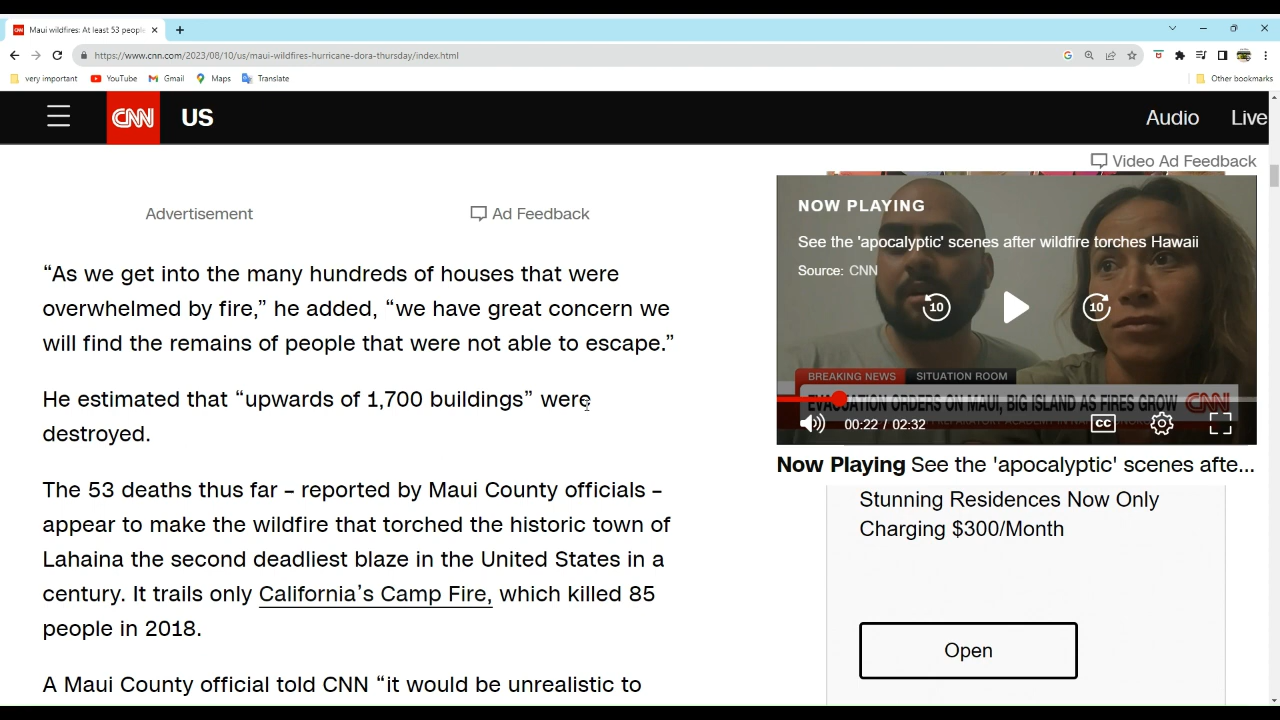 Maui wildfires: At least 53 people
https://www.cnn.com/2023/08/10/us/maui-wildfires-hurricane-dora-thursday/index.html
very important YouTube Gmail Maps Translate Other bookmarks
CNN US Audio Live
Video Ad Feedback
Advertisement Ad Feedback
“As we get into the many hundreds of houses that were
overwhelmed by fire,” he added, “we have great concern we
will find the remains of people that were not able to escape.”
He estimated that “upwards of 1,700 buildings” were
destroyed.
The 53 deaths thus far – reported by Maui County officials –
appear to make the wildfire that torched the historic town of
Lahaina the second deadliest blaze in the United States in a
century. It trails only California’s Camp Fire, which killed 85
people in 2018.
A Maui County official told CNN “it would be unrealistic to
NOW PLAYING
See the 'apocalyptic' scenes after wildfire torches Hawaii
Source: CNN
10 10
BREAKING NEWS SITUATION ROOM
EVACUATION ORDERS ON MAUI, BIG ISLAND AS FIRES GROW CNN
00:22 / 02:32 CC
Now Playing See the 'apocalyptic' scenes afte...
Stunning Residences Now Only
Charging $300/Month
Open